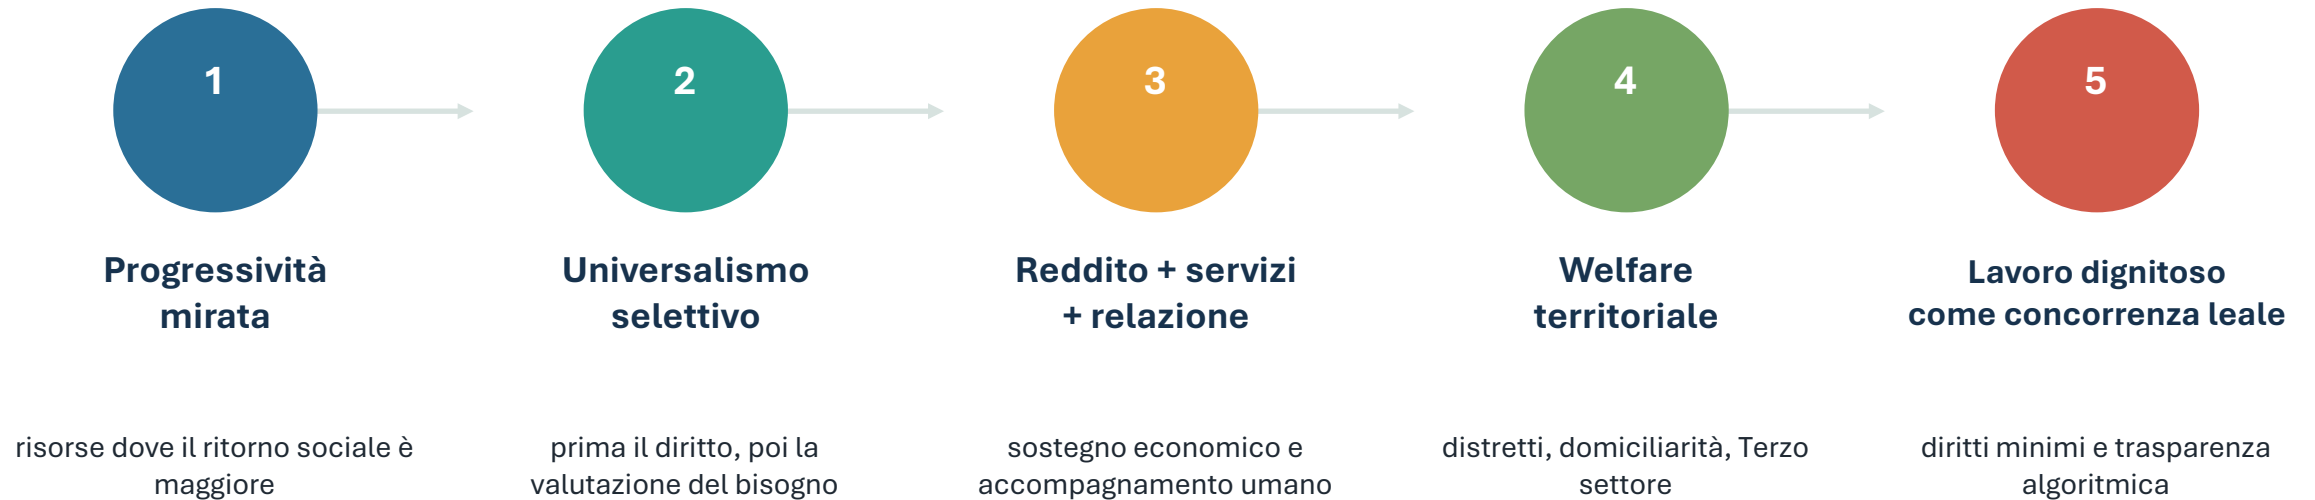 1
2
3
4
5
Progressività
mirata
Universalismo
selettivo
Reddito + servizi
+ relazione
Welfare
territoriale
Lavoro dignitoso
come concorrenza leale
risorse dove il ritorno sociale è
maggiore
prima il diritto, poi la
valutazione del bisogno
sostegno economico e
accompagnamento umano
distretti, domiciliarità, Terzo
settore
diritti minimi e trasparenza
algoritmica